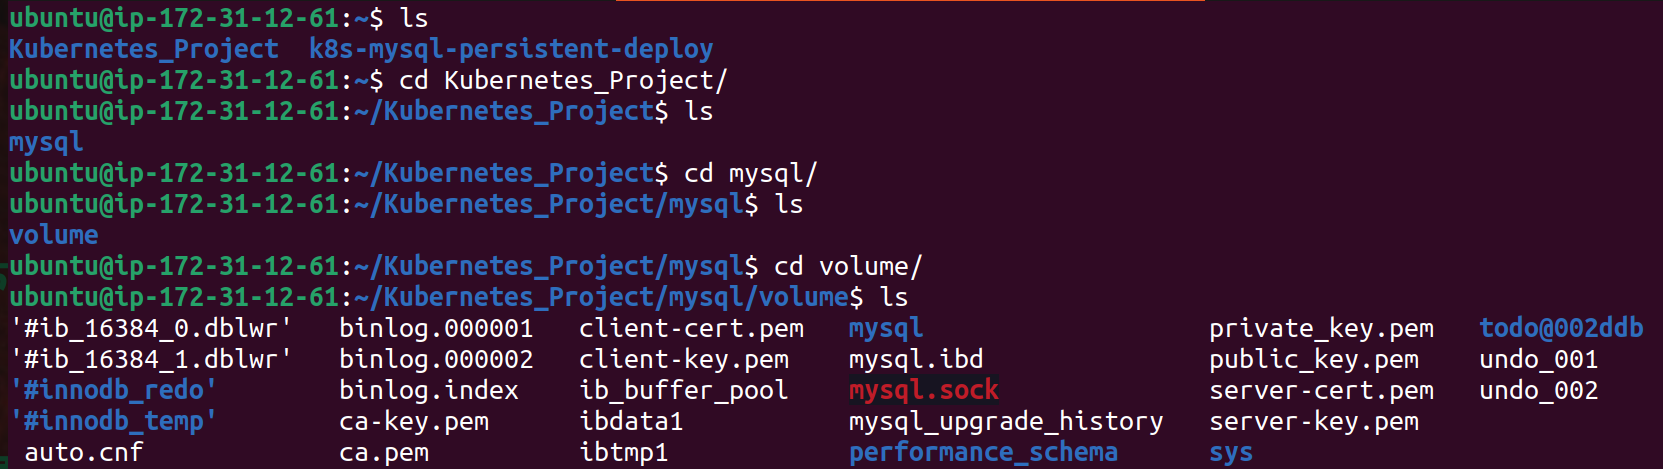 ubuntu@ip-172-31-12-61:~$ ls
Kubernetes_Project  k8s-mysql-persistent-deploy
ubuntu@ip-172-31-12-61:~$ cd Kubernetes_Project/
ubuntu@ip-172-31-12-61:~/Kubernetes_Project$ ls
mysql
ubuntu@ip-172-31-12-61:~/Kubernetes_Project$ cd mysql/
ubuntu@ip-172-31-12-61:~/Kubernetes_Project/mysql$ ls
volume
ubuntu@ip-172-31-12-61:~/Kubernetes_Project/mysql$ cd volume/
ubuntu@ip-172-31-12-61:~/Kubernetes_Project/mysql/volume$ ls
'#ib_16384_0.dblwr'   binlog.000001   client-cert.pem   mysql                   private_key.pem   todo@002ddb
'#ib_16384_1.dblwr'   binlog.000002   client-key.pem    mysql.ibd               public_key.pem    undo_001
'#innodb_redo'        binlog.index    ib_buffer_pool    mysql.sock              server-cert.pem   undo_002
'#innodb_temp'        ca-key.pem      ibdata1           mysql_upgrade_history   server-key.pem
 auto.cnf             ca.pem          ibtmp1            performance_schema      sys